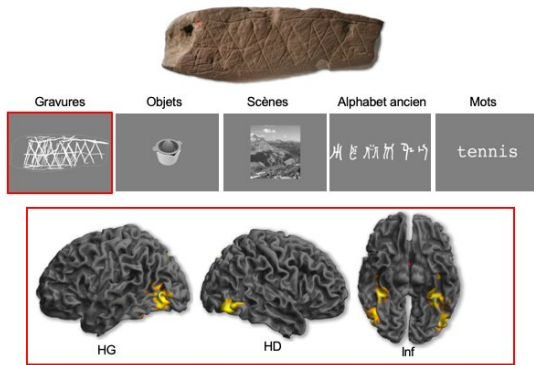 Gravures
Objets
Scènes
Alphabet ancien
Mots
tennis
HG
HD
Inf